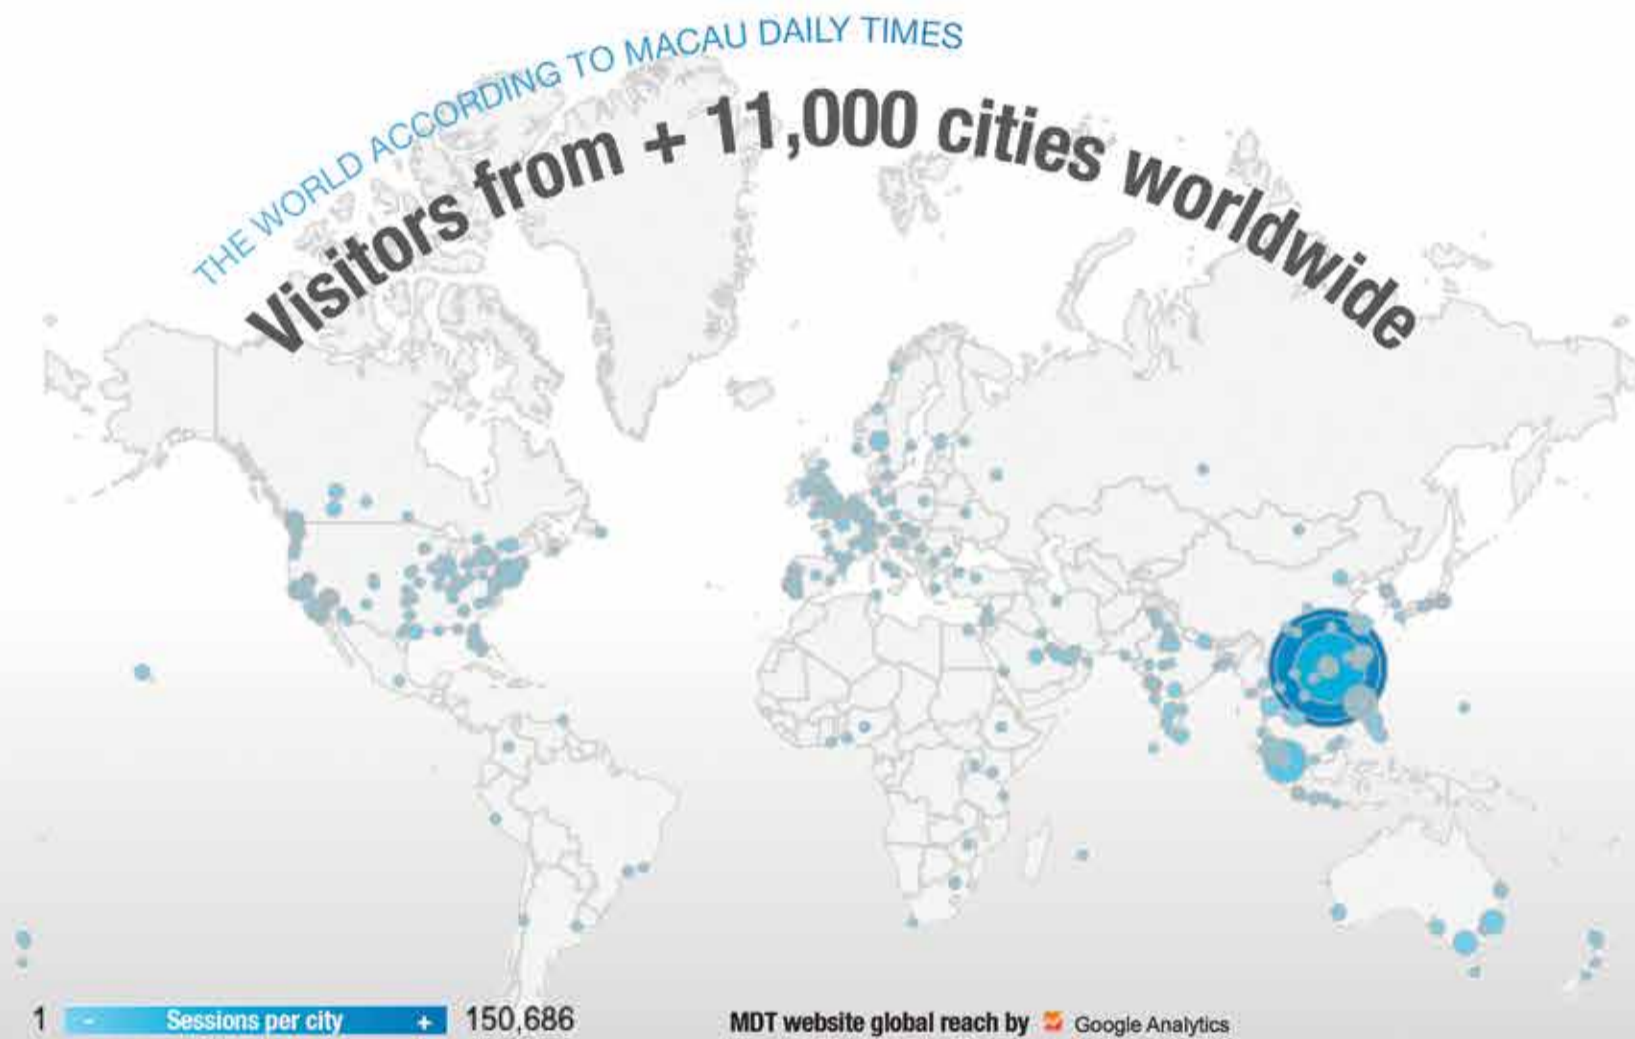 THE WORLD ACCORDING TO MACAU DAILY TIMES
Visitors from + 11,000 cities worldwide
1 - Sessions per city + 150,686
MDT website global reach by Google Analytics